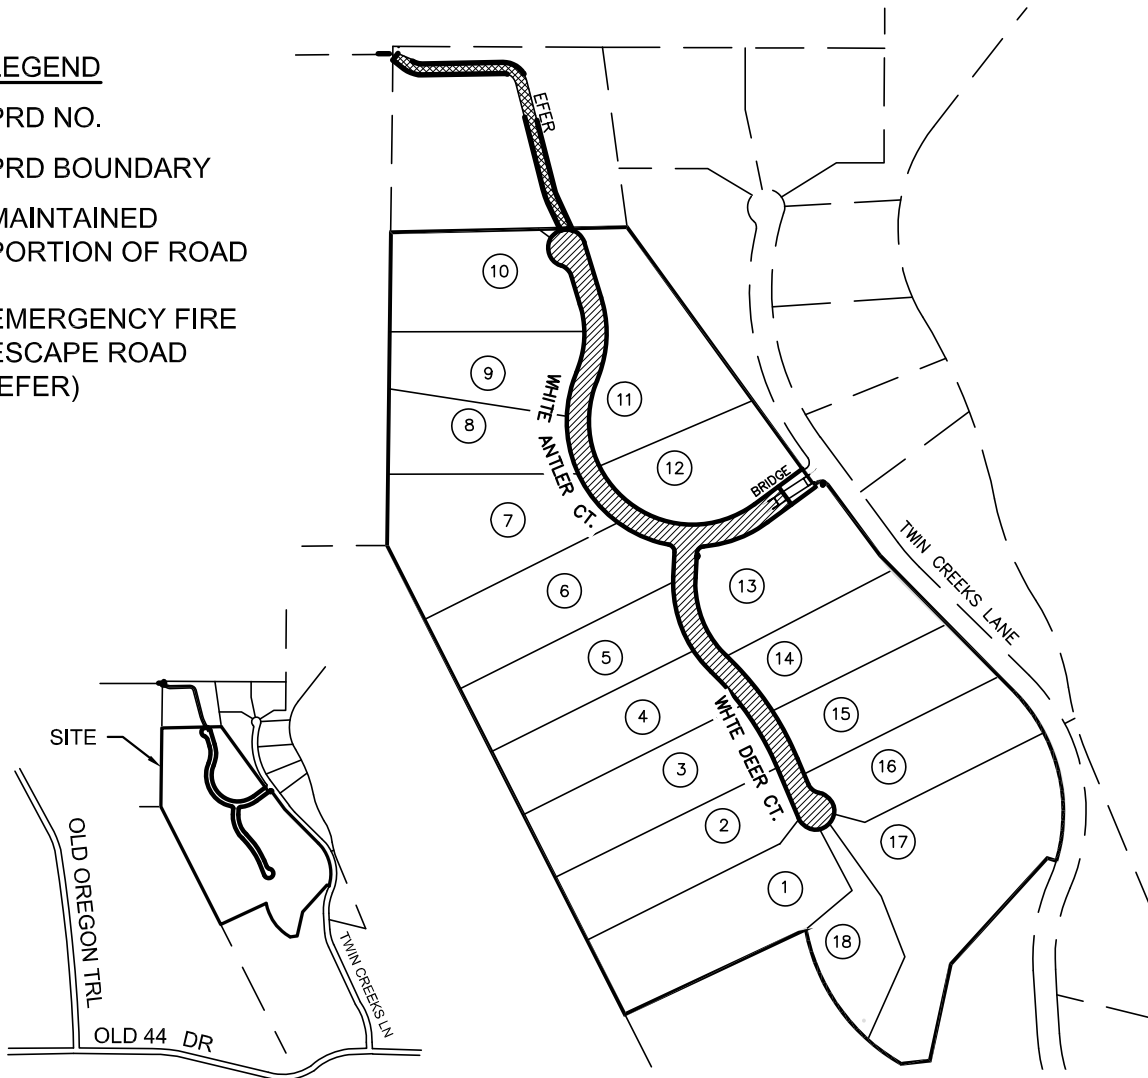 LEGEND
PRD NO.
PRD BOUNDARY
MAINTAINED
PORTION OF ROAD
EMERGENCY FIRE
ESCAPE ROAD
EFER)
EFER
10
9
8
11
12
WHITE ANTLER CT.
BRIDGE
7
6
13
TWIN CREEKS LANE
5
14
4
WHTE DEER CT.
15
3
16
2
17
1
18
SITE
OLD OREGON TRL
TWIN CREEKS LN
OLD 44 DR